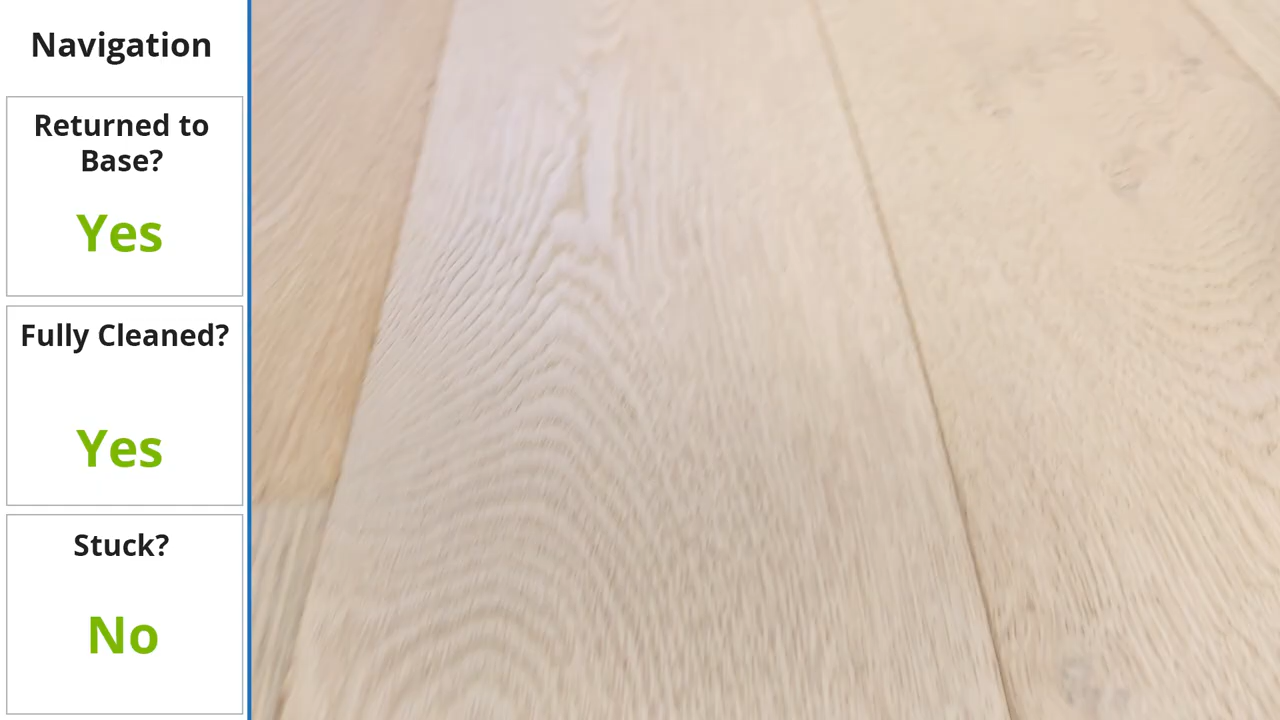 Navigation
Returned to
Base?
Yes
Fully Cleaned?
Yes
Stuck?
No